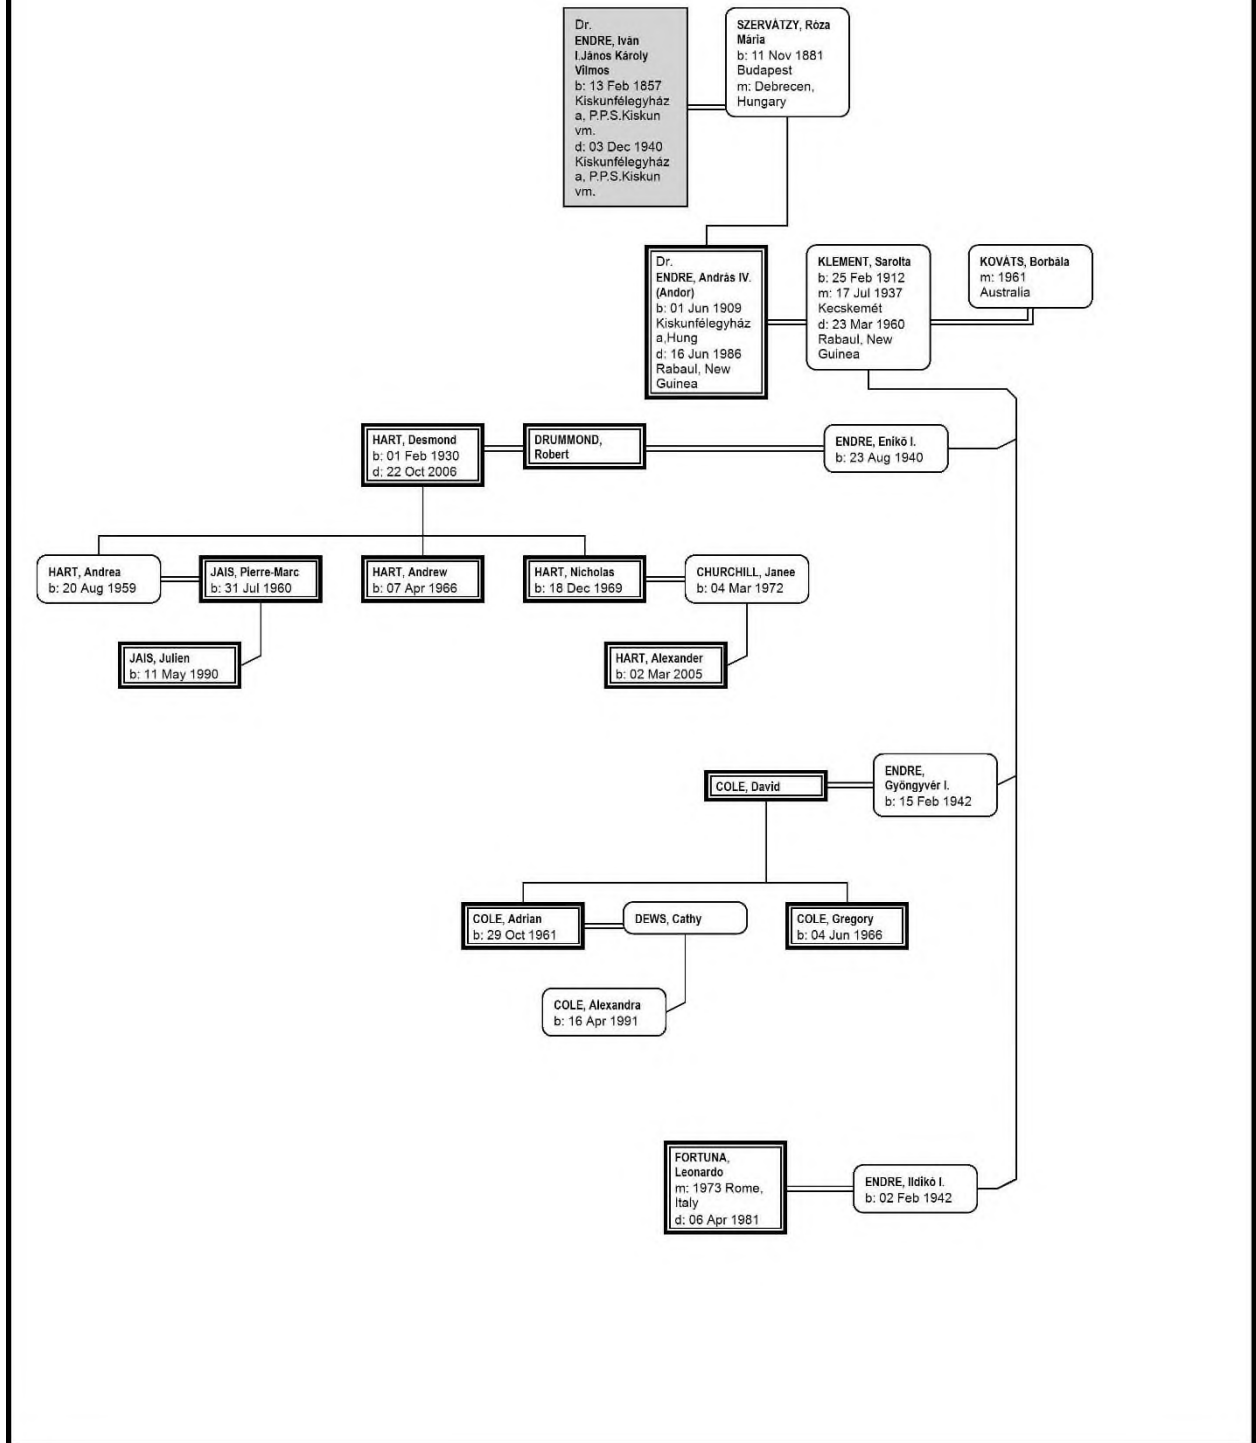 Dr.
ENDRE, Iván
I.János Károly
Vilmos
b: 13 Feb 1857
Kiskunfélegyház
a, P.P.S.Kiskun
vm.
d: 03 Dec 1940
Kiskunfélegyház
a, P.P.S.Kiskun
vm.
SZERVÁTZY, Róza
Mária
b: 11 Nov 1881
Budapest
m: Debrecen,
Hungary
Dr.
ENDRE, András IV.
(Andor)
b: 01 Jun 1909
Kiskunfélegyház
a,Hung
d: 16 Jun 1986
Rabaul, New
Guinea
KLEMENT, Sarolta
b: 25 Feb 1912
m: 17 Jul 1937
Kecskemét
d: 23 Mar 1960
Rabaul, New
Guinea
KOVÁTS, Borbála
m: 1961
Australia
HART, Desmond
b: 01 Feb 1930
d: 22 Oct 2006
DRUMMOND,
Robert
ENDRE, Enikő I.
b: 23 Aug 1940
HART, Andrea
b: 20 Aug 1959
JAIS, Pierre-Marc
b: 31 Jul 1960
HART, Andrew
b: 07 Apr 1966
HART, Nicholas
b: 18 Dec 1969
CHURCHILL, Janee
b: 04 Mar 1972
JAIS, Julien
b: 11 May 1990
HART, Alexander
b: 02 Mar 2005
COLE, David
ENDRE,
Gyöngyvér I.
b: 15 Feb 1942
COLE, Adrian
b: 29 Oct 1961
DEWS, Cathy
COLE, Gregory
b: 04 Jun 1966
COLE, Alexandra
b: 16 Apr 1991
FORTUNA,
Leonardo
m: 1973 Rome,
Italy
d: 06 Apr 1981
ENDRE, Ildikó I.
b: 02 Feb 1942